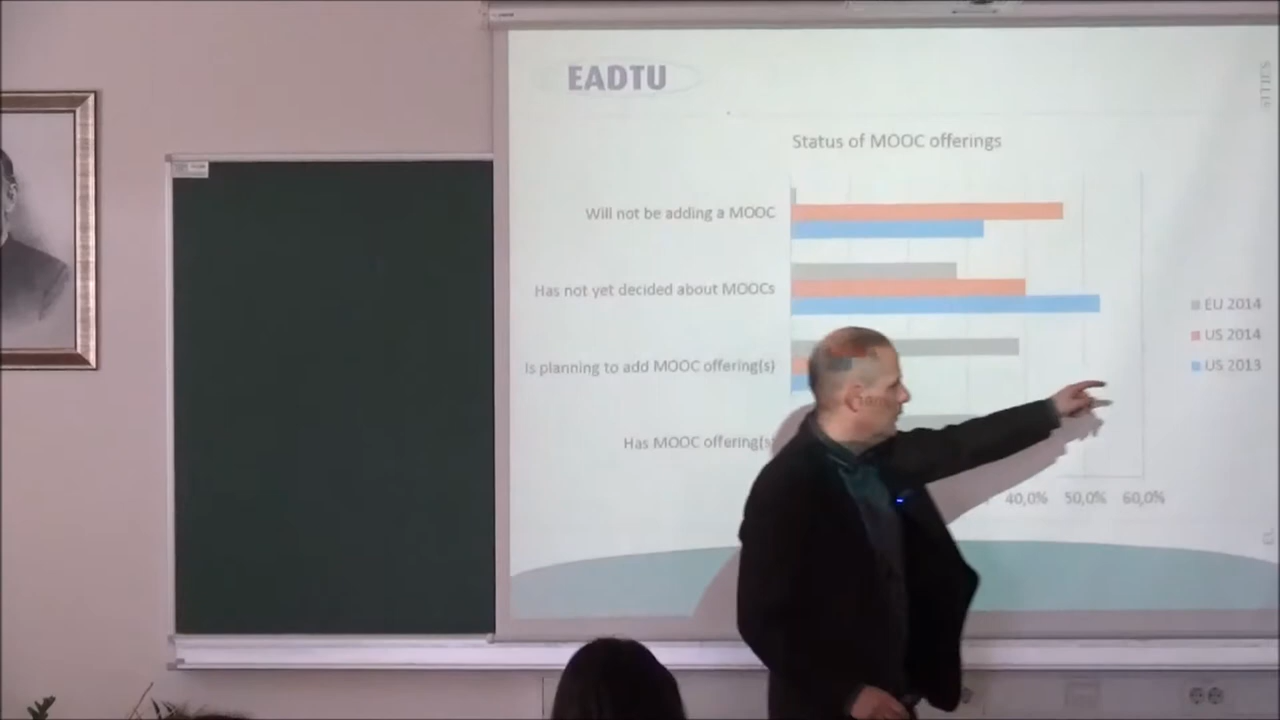 EADTU
Status of MOOC offerings
Will not be adding a MOOC
Has not yet decided about MOOCs
Is planning to add MOOC offering(s)
Has MOOC offering(s
EU 2014
US 2014
US 2013
40,0% 50,0% 60,0%